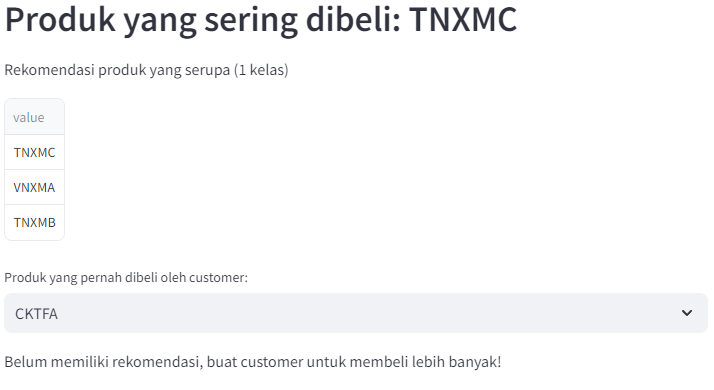 Produk yang sering dibeli: TNXMC
Rekomendasi produk yang serupa (1 kelas)
value
TNXMC
VNXMA
TNXMB
Produk yang pernah dibeli oleh customer:
CKTFA
Belum memiliki rekomendasi, buat customer untuk membeli lebih banyak!